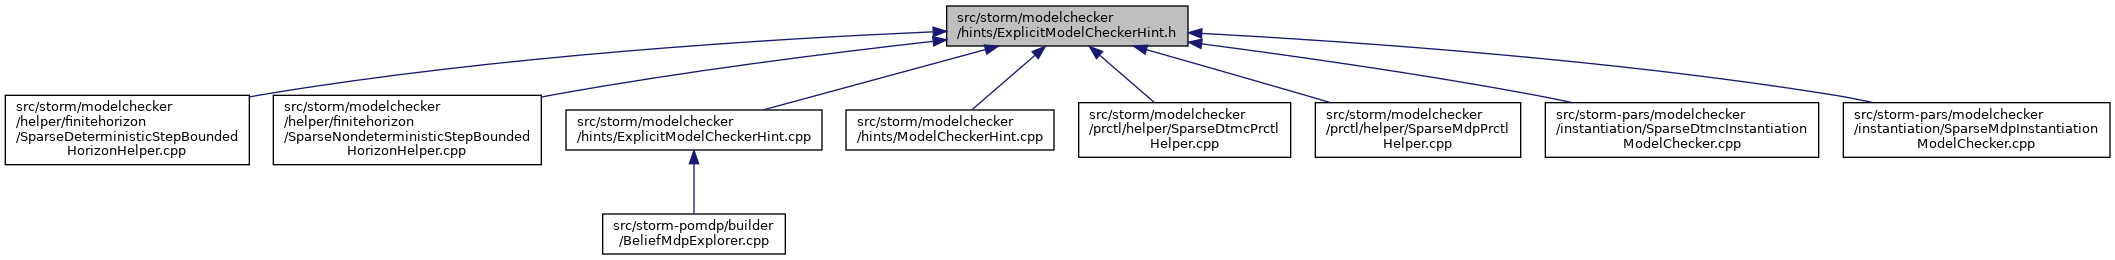 src/storm/modelchecker
/hints/ExplicitModelCheckerHint.h
src/storm/modelchecker
/helper/finitehorizon
/SparseDeterministicStepBounded
HorizonHelper.cpp
src/storm/modelchecker
/helper/finitehorizon
/SparseNondeterministicStepBounded
HorizonHelper.cpp
src/storm/modelchecker
/hints/ExplicitModelCheckerHint.cpp
src/storm/modelchecker
/hints/ModelCheckerHint.cpp
src/storm/modelchecker
/prctl/helper/SparseDtmcPrctl
Helper.cpp
src/storm/modelchecker
/prctl/helper/SparseMdpPrctl
Helper.cpp
src/storm-pars/modelchecker
/instantiation/SparseDtmcInstantiation
ModelChecker.cpp
src/storm-pars/modelchecker
/instantiation/SparseMdpInstantiation
ModelChecker.cpp
src/storm-pomdp/builder
/BeliefMdpExplorer.cpp